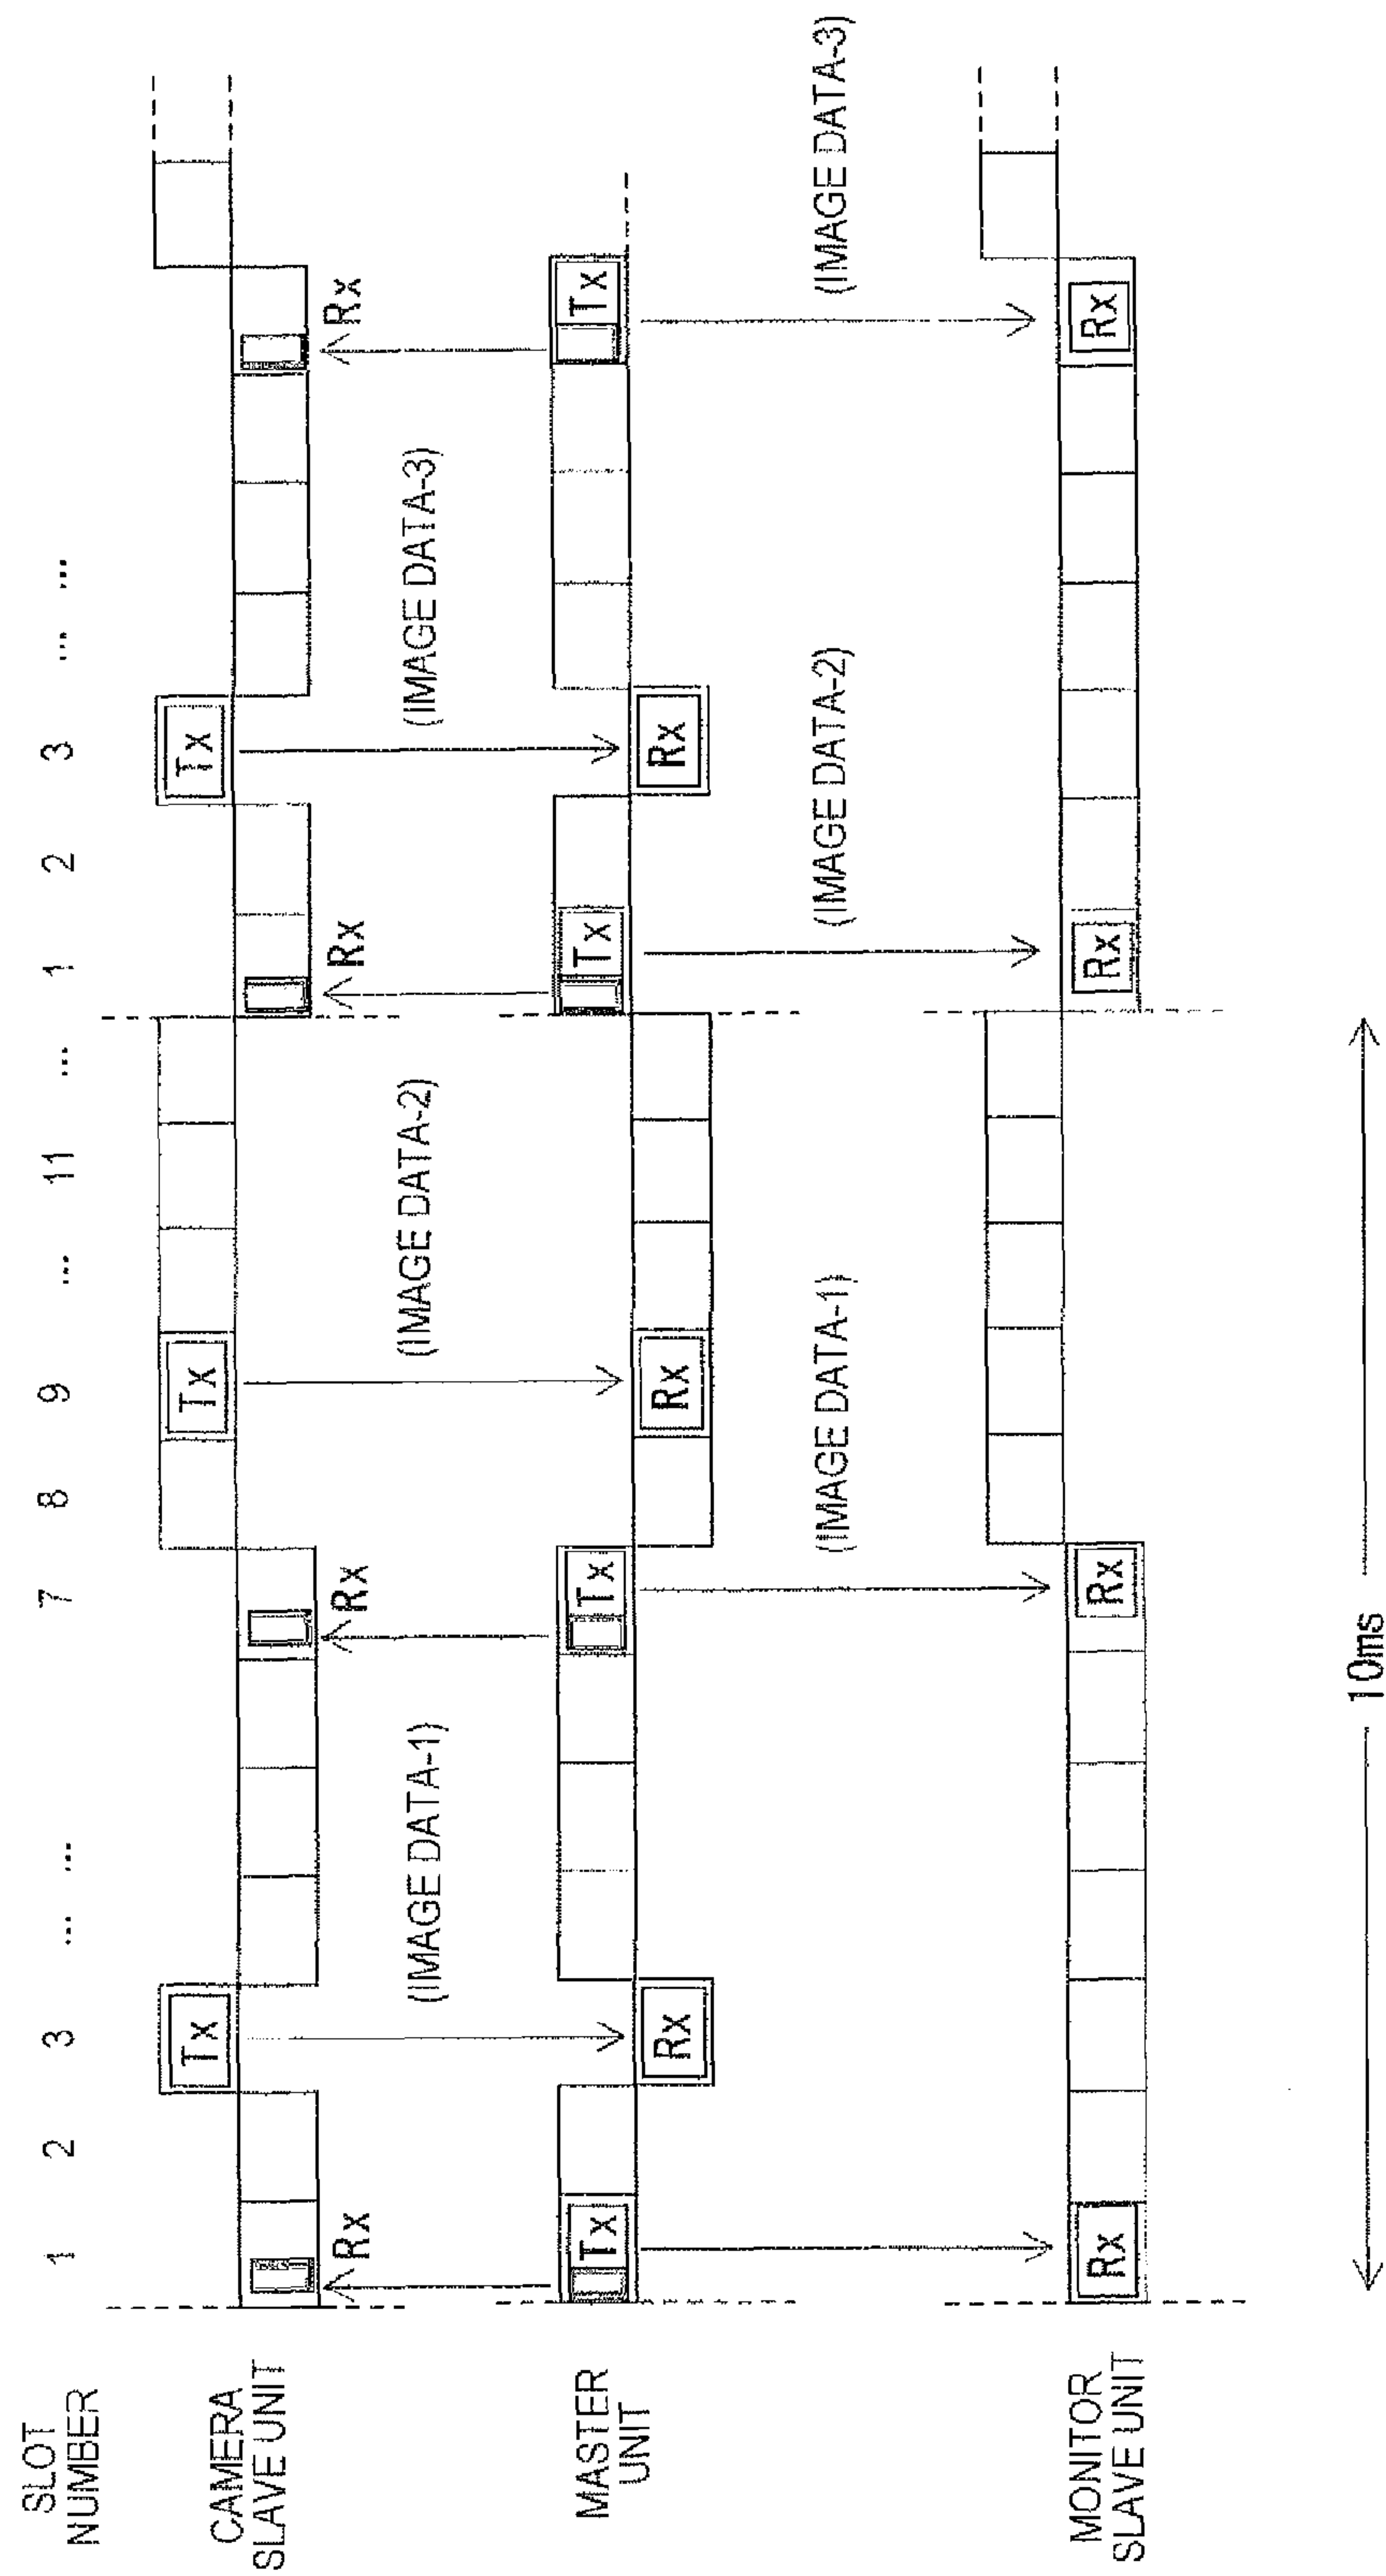 SLOT
NUMBER
1 2 3 ... ... 7 8 9 ... 11 ... 1 2 3 ... ...
CAMERA
SLAVE UNIT
Tx Tx Tx
Rx Rx Rx Rx
(IMAGE DATA-1) (IMAGE DATA-2) (IMAGE DATA-3)
MASTER
UNIT
Tx Tx Tx Tx
Rx Rx Rx
(IMAGE DATA-1) (IMAGE DATA-2) (IMAGE DATA-3)
MONITOR
SLAVE UNIT
Rx Rx Rx Rx
10ms